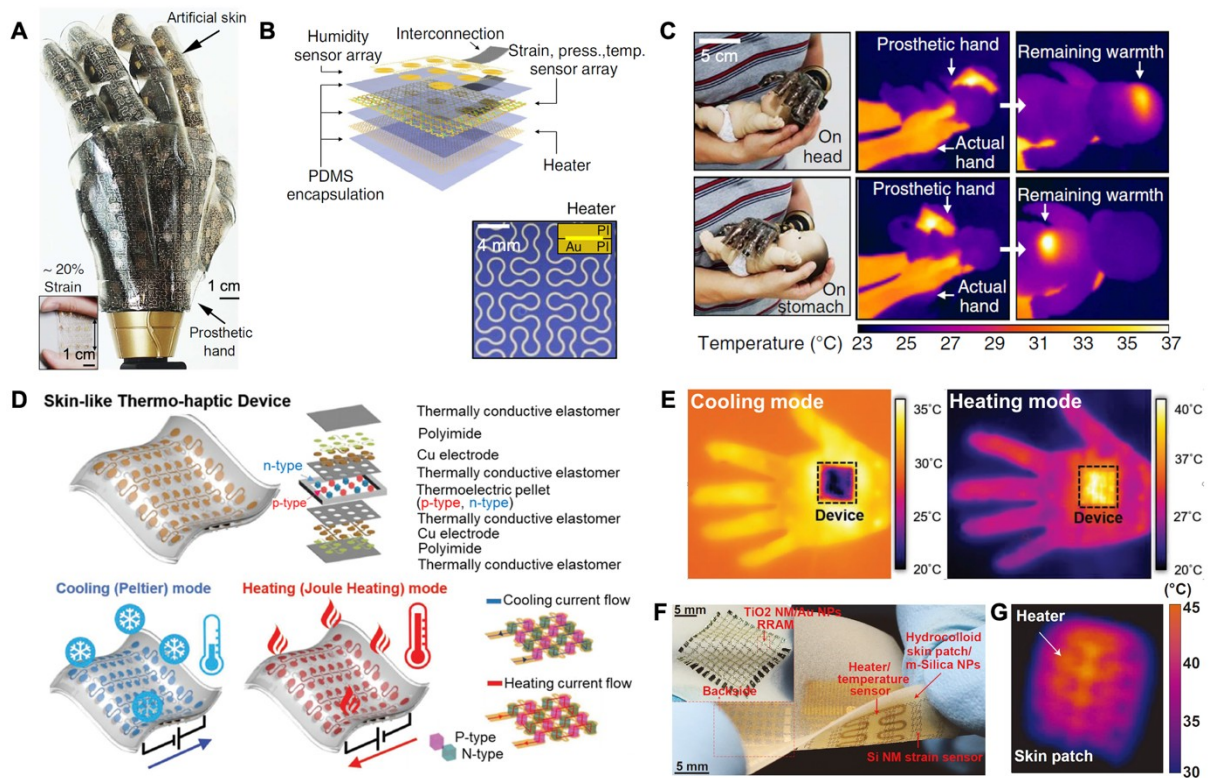 A
Artificial skin
~ 20%
Strain
1 cm
1 cm
Prosthetic
hand
B
Humidity
sensor array
Interconnection
Strain, press.,temp.
sensor array
PDMS
encapsulation
Heater
Heater
4 mm
PI
Au PI
C
5 cm
On
head
Prosthetic hand
Actual
hand
Remaining warmth
On
stomach
Prosthetic hand
Actual
hand
Remaining warmth
Temperature (°C)
23 25 27 29 31 33 35 37
D
Skin-like Thermo-haptic Device
n-type
p-type
Thermally conductive elastomer
Polyimide
Cu electrode
Thermally conductive elastomer
Thermoelectric pellet
(p-type, n-type)
Thermally conductive elastomer
Cu electrode
Polyimide
Thermally conductive elastomer
Cooling (Peltier) mode
Heating (Joule Heating) mode
Cooling current flow
Heating current flow
P-type
N-type
E
Cooling mode
Device
35°C
30°C
25°C
20°C
Heating mode
Device
40°C
37°C
27°C
20°C
F
5 mm
TiO2 NM/Au NPs
RRAM
Backside
Heater/
temperature
sensor
Hydrocolloid
skin patch/
m-Silica NPs
Si NM strain sensor
5 mm
G
(°C)
Heater
Skin patch
45
40
35
30